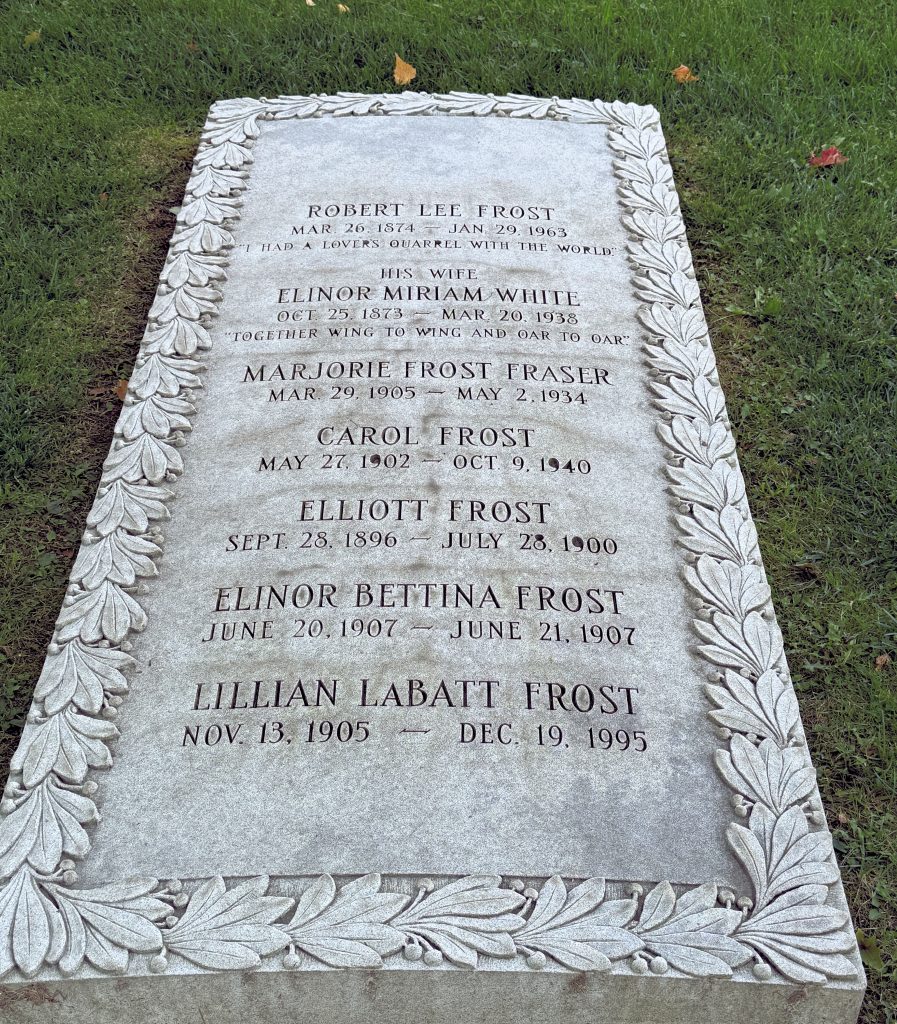 ROBERT LEE FROST
MAR. 26, 1874 — JAN. 29, 1963
"I HAD A LOVERS QUARREL WITH THE WORLD."
HIS WIFE
ELINOR MIRIAM WHITE
OCT. 25, 1873 — MAR. 20, 1938
"TOGETHER WING TO WING AND OAR TO OAR"
MARJORIE FROST FRASER
MAR. 29, 1905 — MAY 2, 1934
CAROL FROST
MAY 27, 1902 — OCT. 9, 1940
ELLIOTT FROST
SEPT. 28, 1896 — JULY 28, 1900
ELINOR BETTINA FROST
JUNE 20, 1907 — JUNE 21, 1907
LILLIAN LaBATT FROST
NOV. 13, 1905 — DEC. 19, 1995